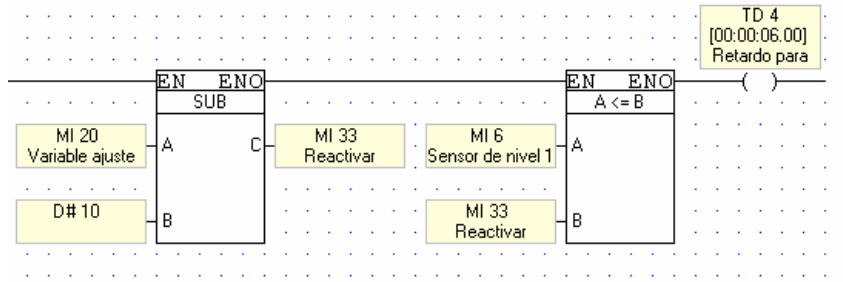 TD 4
[00:00:06.00]
Retardo para
EN ENO
SUB
EN ENO
A <= B
MI 20
Variable ajuste
A
C
MI 33
Reactivar
MI 6
Sensor de nivel 1
A
D# 10
B
MI 33
Reactivar
B